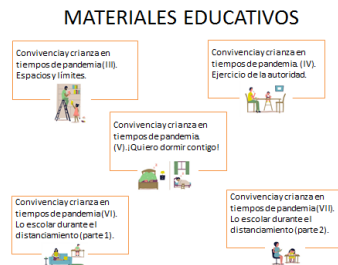 MATERIALES EDUCATIVOS
Convivencia y crianza en
tiempos de pandemia (III).
Espacios y límites.
Convivencia y crianza en
tiempos de pandemia. (IV).
Ejercicio de la autoridad.
Convivencia y crianza en
tiempos de pandemia.
(V). ¡Quiero dormir contigo!
Convivencia y crianza en
tiempos de pandemia (VI).
Lo escolar durante el
distanciamiento (parte 1).
Convivencia y crianza en
tiempos de pandemia (VII).
Lo escolar durante el
distanciamiento (parte 2).